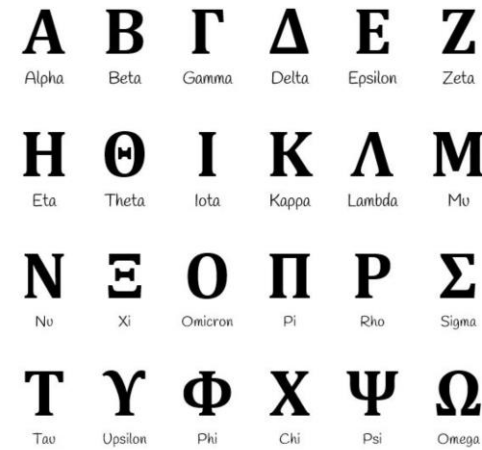 Α Β Γ Δ Ε Ζ
Alpha Beta Gamma Delta Epsilon Zeta
Η Θ Ι Κ Λ Μ
Eta Theta Iota Kappa Lambda Mu
Ν Ξ Ο Π Ρ Σ
Nu Xi Omicron Pi Rho Sigma
Τ ϒ Φ Χ Ψ Ω
Tau Upsilon Phi Chi Psi Omega